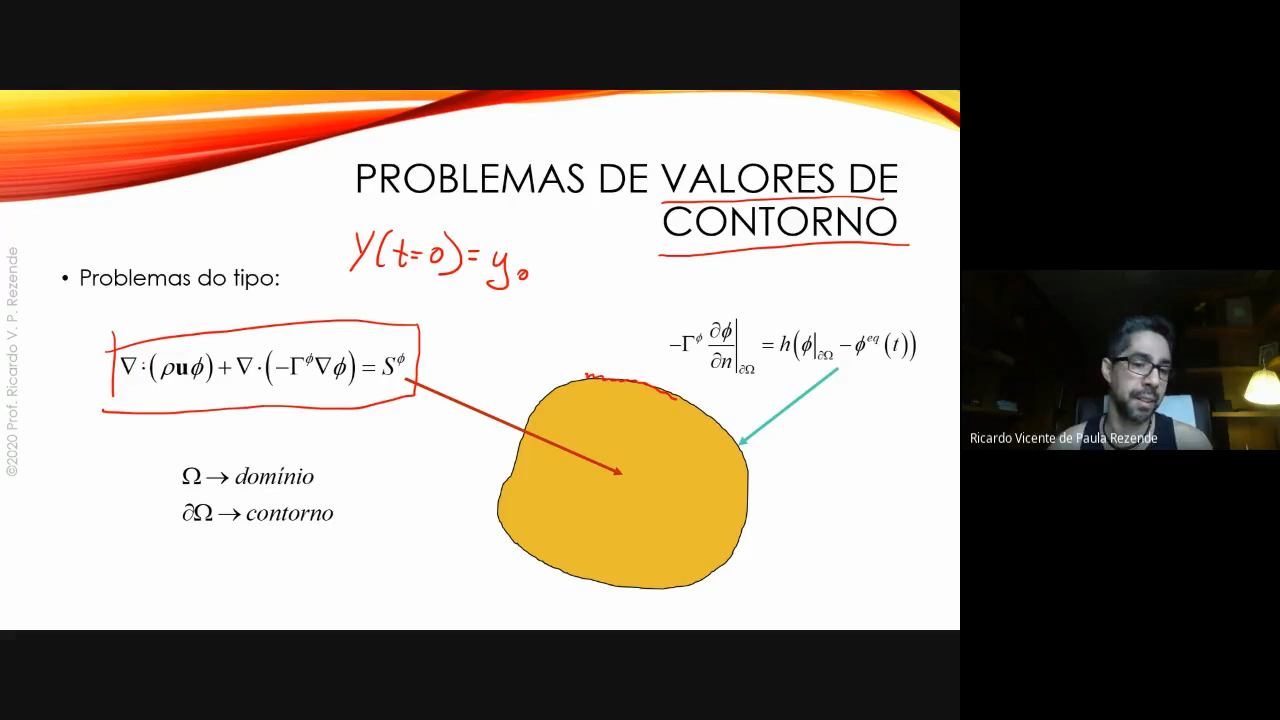 PROBLEMAS DE VALORES DE
CONTORNO
Y(t=0)=y₀
• Problemas do tipo:
∇·(ρuϕ)+∇·(−Γ^ϕ∇ϕ)=S^ϕ
−Γ^ϕ ∂ϕ/∂n|∂Ω = h(ϕ|∂Ω −ϕ^eq(t))
Ω → domínio
∂Ω → contorno
©2020 Prof. Ricardo V. P. Rezende
Ricardo Vicente de Paula Rezende